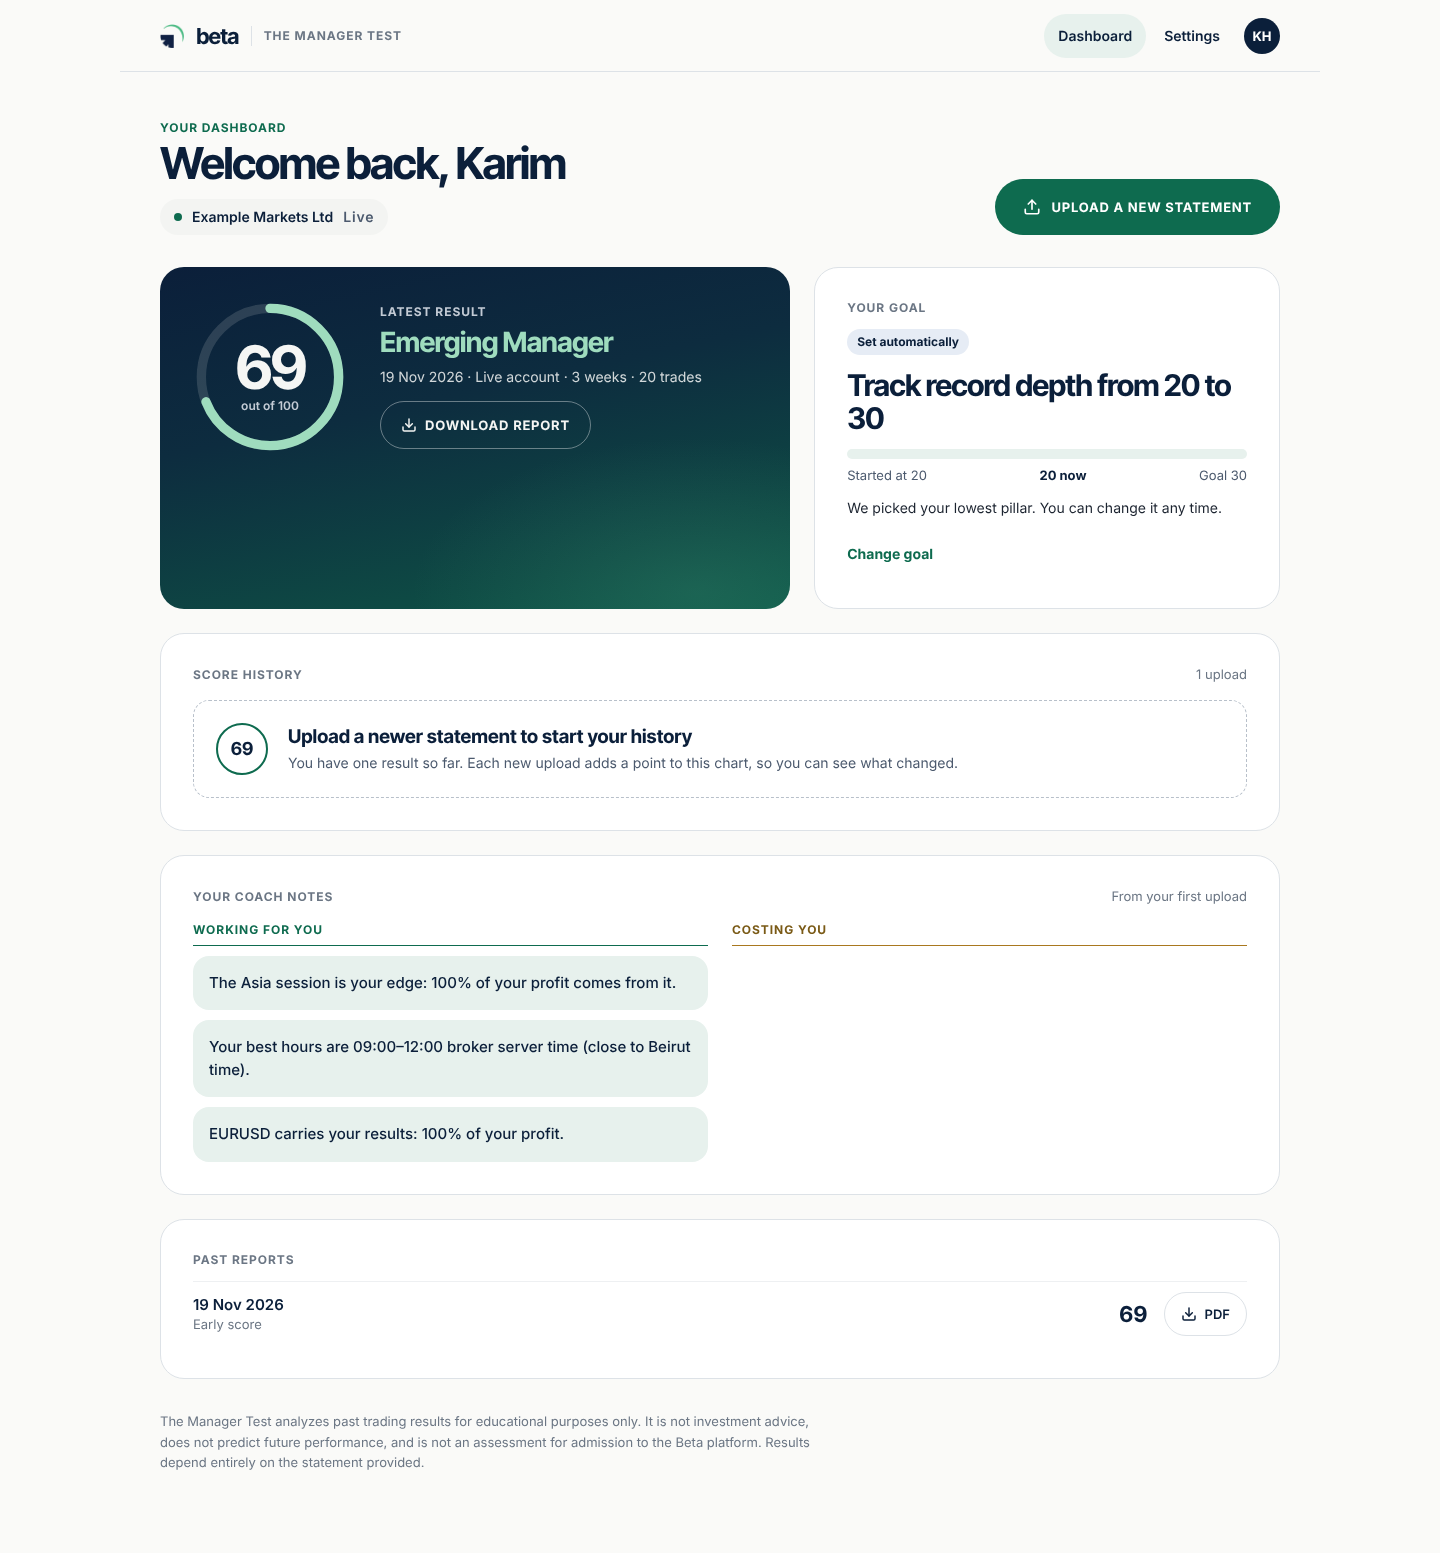 beta
THE MANAGER TEST
Dashboard
Settings
KH
YOUR DASHBOARD
Welcome back, Karim
Example Markets Ltd Live
UPLOAD A NEW STATEMENT
69
out of 100
LATEST RESULT
Emerging Manager
19 Nov 2026 · Live account · 3 weeks · 20 trades
DOWNLOAD REPORT
YOUR GOAL
Set automatically
Track record depth from 20 to
30
Started at 20
20 now
Goal 30
We picked your lowest pillar. You can change it any time.
Change goal
SCORE HISTORY
1 upload
69
Upload a newer statement to start your history
You have one result so far. Each new upload adds a point to this chart, so you can see what changed.
YOUR COACH NOTES
From your first upload
WORKING FOR YOU
The Asia session is your edge: 100% of your profit comes from it.
Your best hours are 09:00–12:00 broker server time (close to Beirut
time).
EURUSD carries your results: 100% of your profit.
COSTING YOU
PAST REPORTS
19 Nov 2026
Early score
69
PDF
The Manager Test analyzes past trading results for educational purposes only. It is not investment advice,
does not predict future performance, and is not an assessment for admission to the Beta platform. Results
depend entirely on the statement provided.